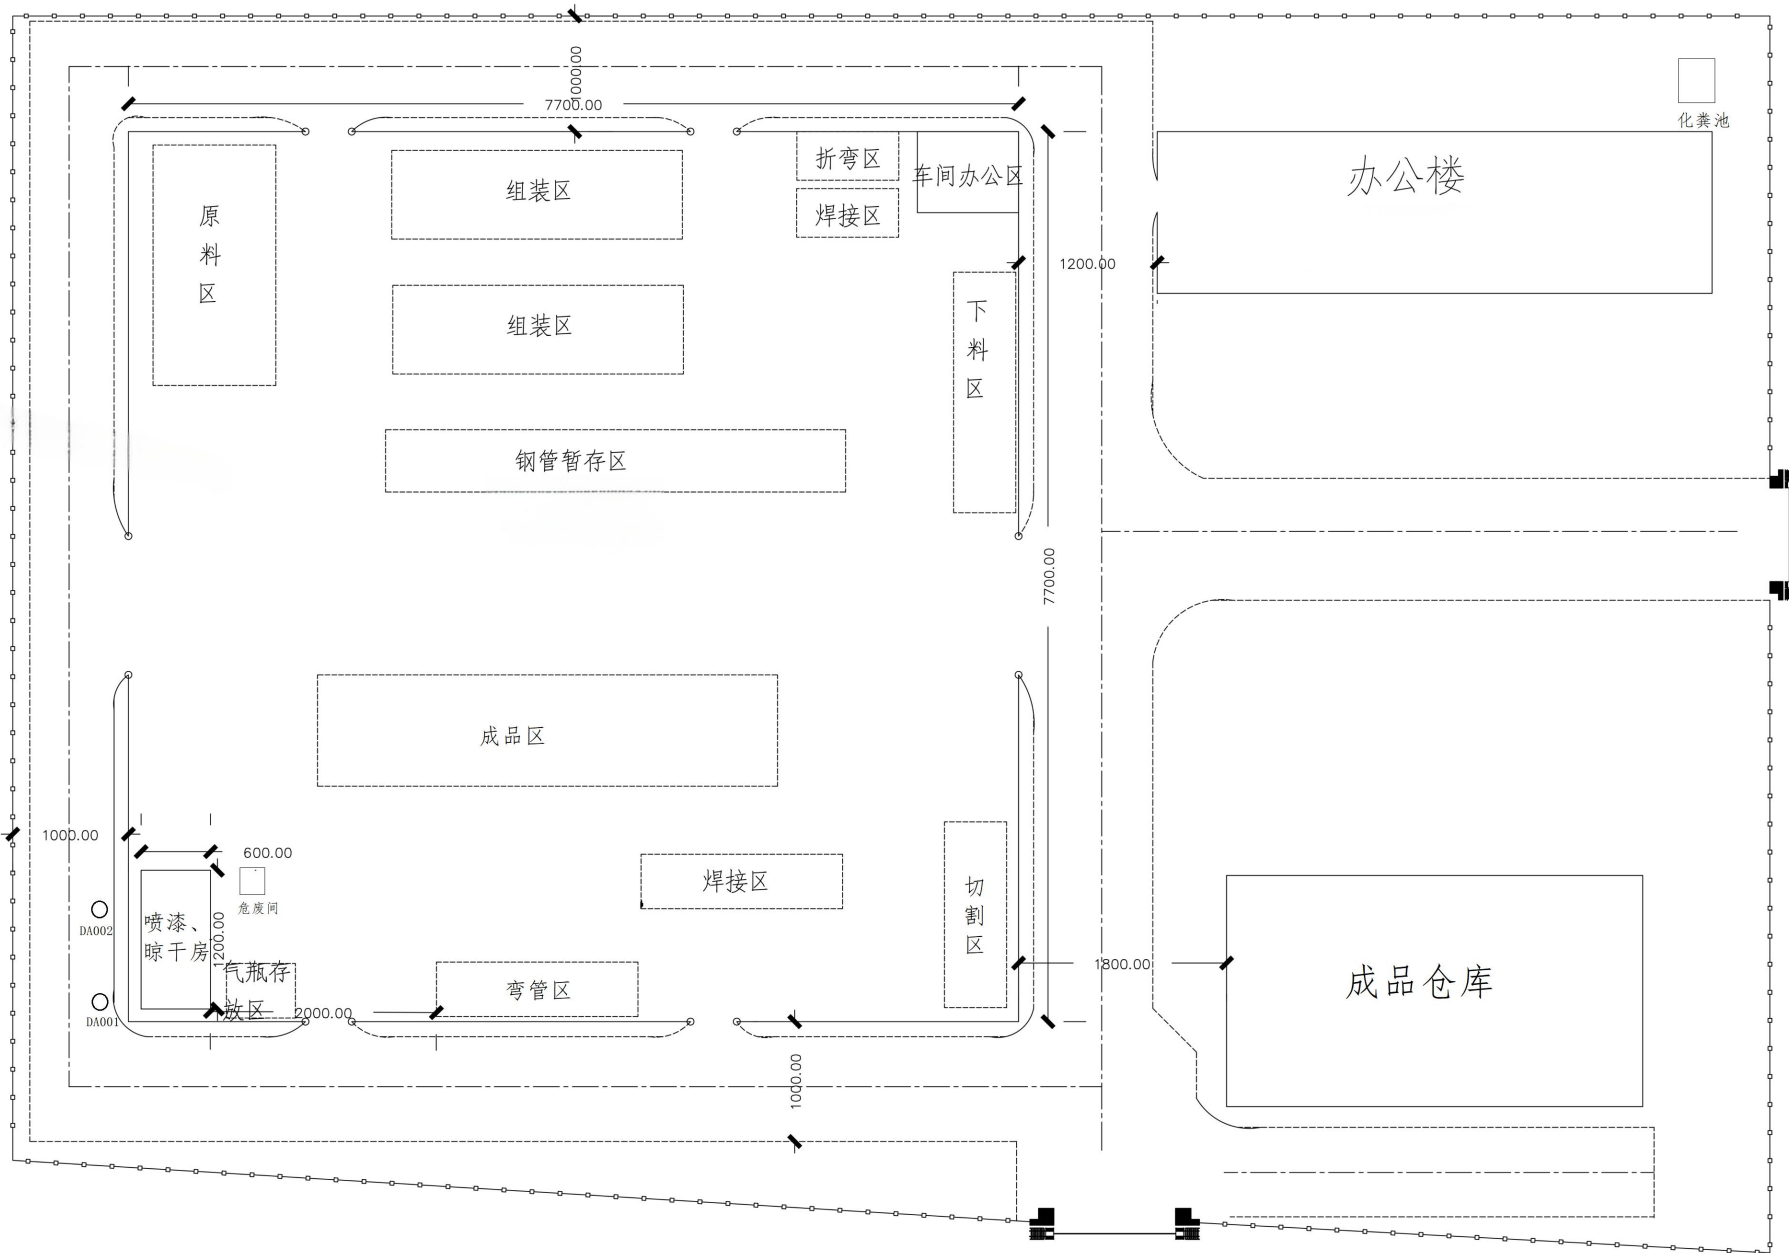 1000.00
7700.00
化粪池
折弯区
车间办公区
办公楼
组装区
原料区
焊接区
1200.00
下料区
组装区
钢管暂存区
7700.00
成品区
1000.00
600.00
焊接区
切割区
危废间
DA002
喷漆、
晾干房
1200.00
气瓶存
放区
弯管区
1800.00
成品仓库
2000.00
DA001
1000.00